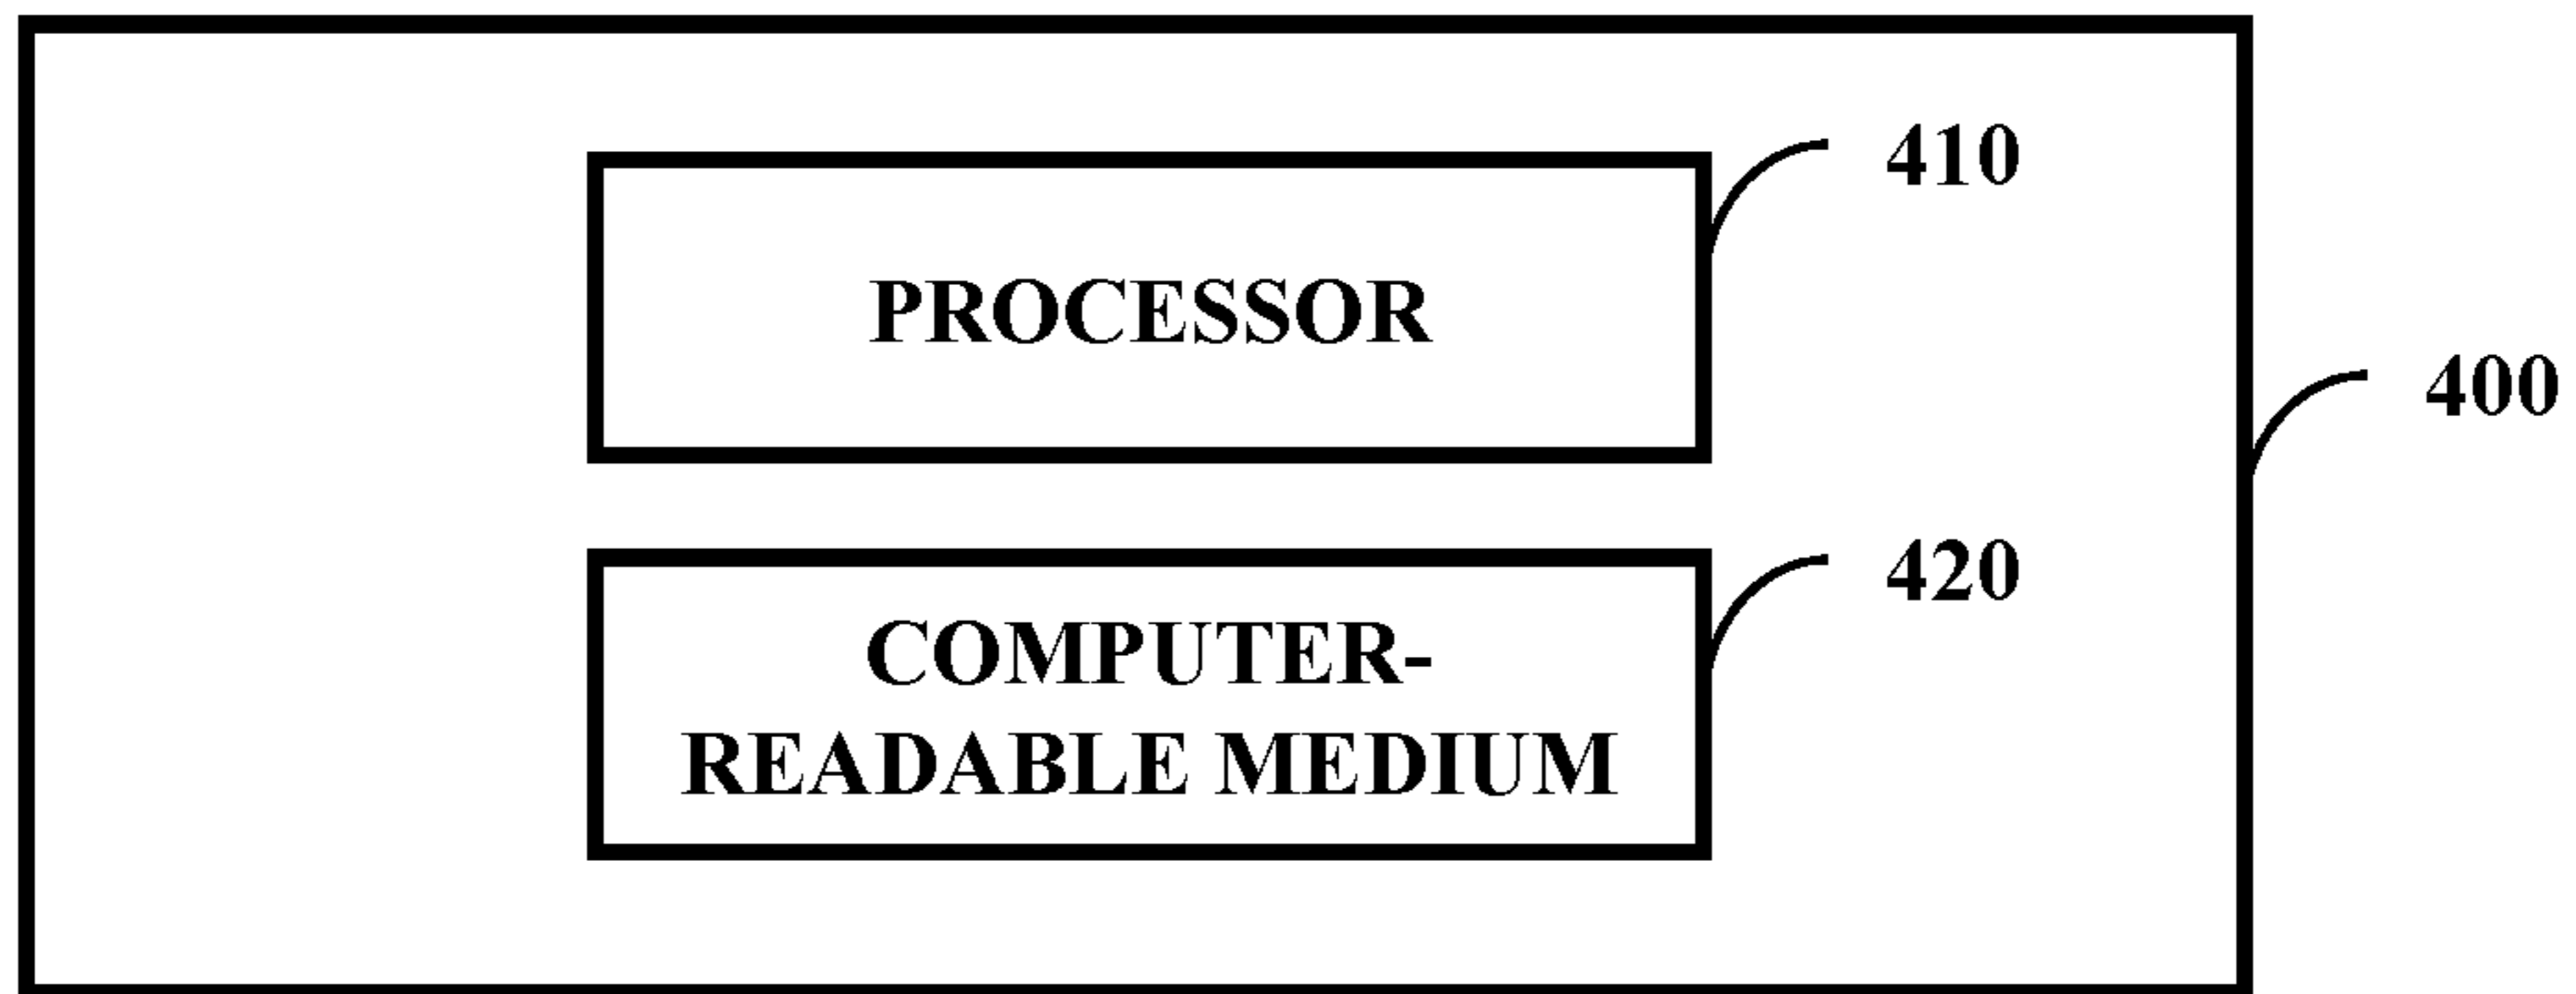 410
PROCESSOR
400
420
COMPUTER-
READABLE MEDIUM